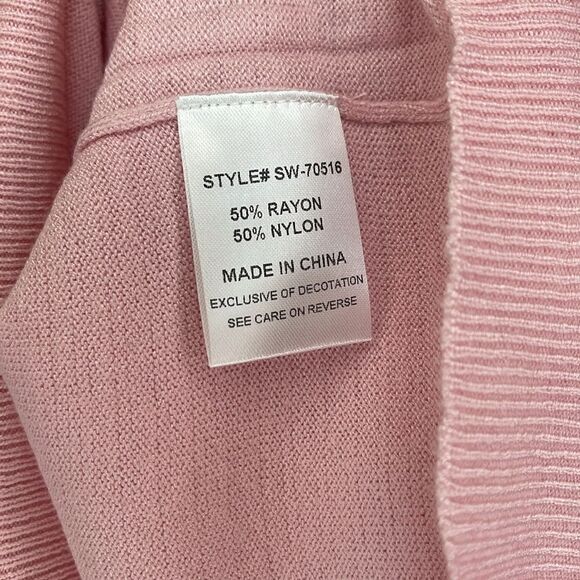 STYLE# SW-70516
50% RAYON
50% NYLON
MADE IN CHINA
EXCLUSIVE OF DECOTATION
SEE CARE ON REVERSE